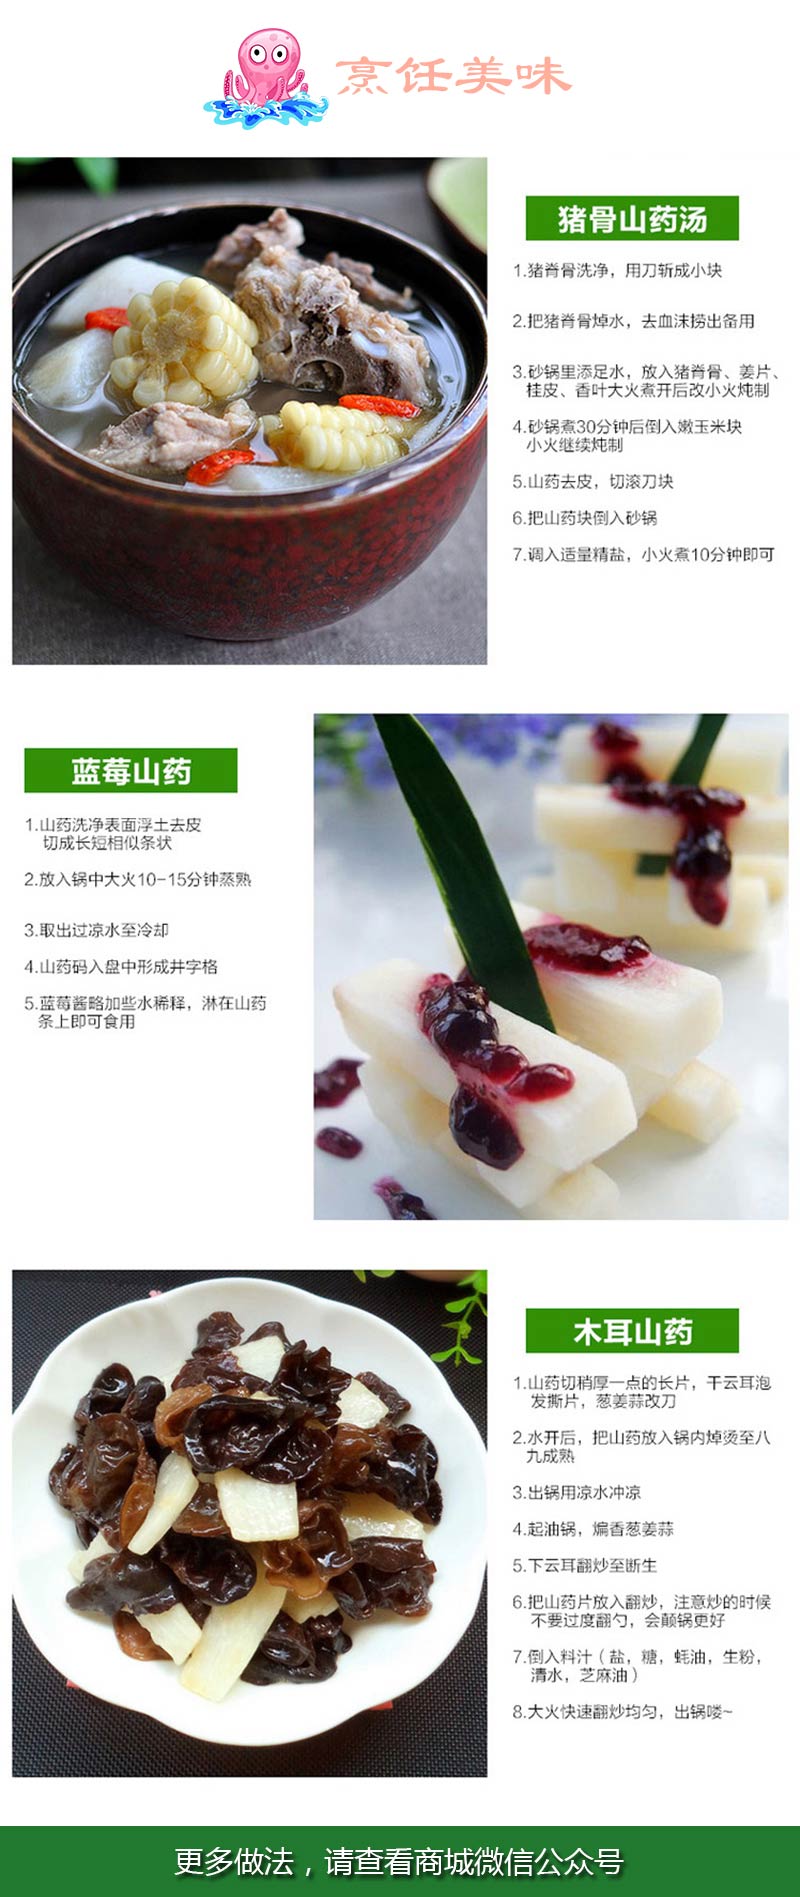 烹饪美味
猪骨山药汤
1.猪脊骨洗净，用刀斩成小块
2.把猪脊骨焯水，去血沫捞出备用
3.砂锅里添足水，放入猪脊骨、姜片、
桂皮、香叶大火煮开后改小火炖制
4.砂锅煮30分钟后倒入嫩玉米块
小火继续炖制
5.山药去皮，切滚刀块
6.把山药块倒入砂锅
7.调入适量精盐，小火煮10分钟即可
蓝莓山药
1.山药洗净表面浮土去皮
切成长短相似条状
2.放入锅中大火10-15分钟蒸熟
3.取出过凉水至冷却
4.山药码入盘中形成井字格
5.蓝莓酱略加些水稀释，淋在山药
条上即可食用
木耳山药
1.山药切稍厚一点的长片，干云耳泡
发撕片，葱姜蒜改刀
2.水开后，把山药放入锅内焯烫至八
九成熟
3.出锅用凉水冲凉
4.起油锅，煸香葱姜蒜
5.下云耳翻炒至断生
6.把山药片放入翻炒，注意炒的时候
不要过度翻勺，会颠锅更好
7.倒入料汁（盐，糖，蚝油，生粉，
清水，芝麻油）
8.大火快速翻炒均匀，出锅喽~
更多做法，请查看商城微信公众号